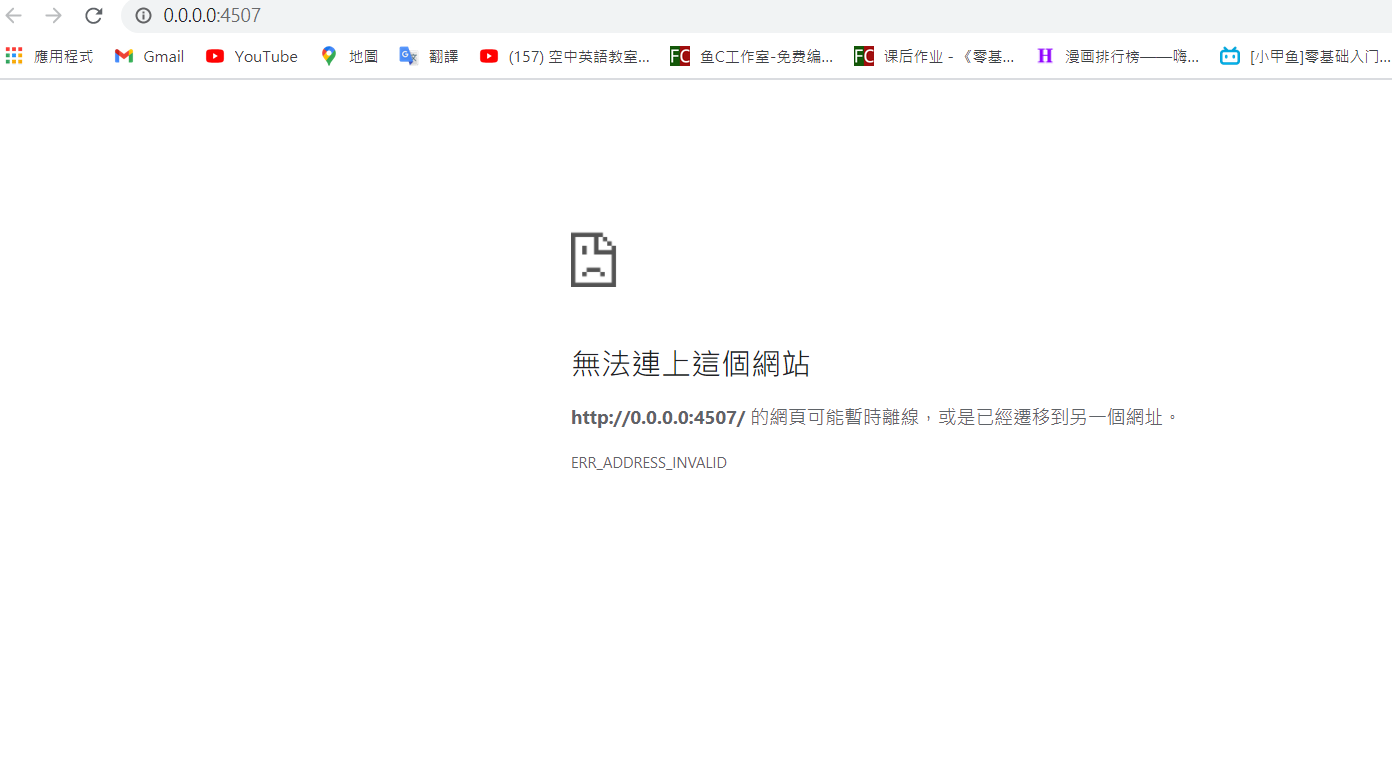 0.0.0.0:4507
應用程式 Gmail YouTube 地圖 翻譯 (157) 空中英語教室... FC 鱼C工作室-免费编... FC 课后作业 - 《零基... H 漫画排行榜——嗨... [小甲鱼]零基础入门...
無法連上這個網站
http://0.0.0.0:4507/ 的網頁可能暫時離線，或是已經遷移到另一個網址。
ERR_ADDRESS_INVALID